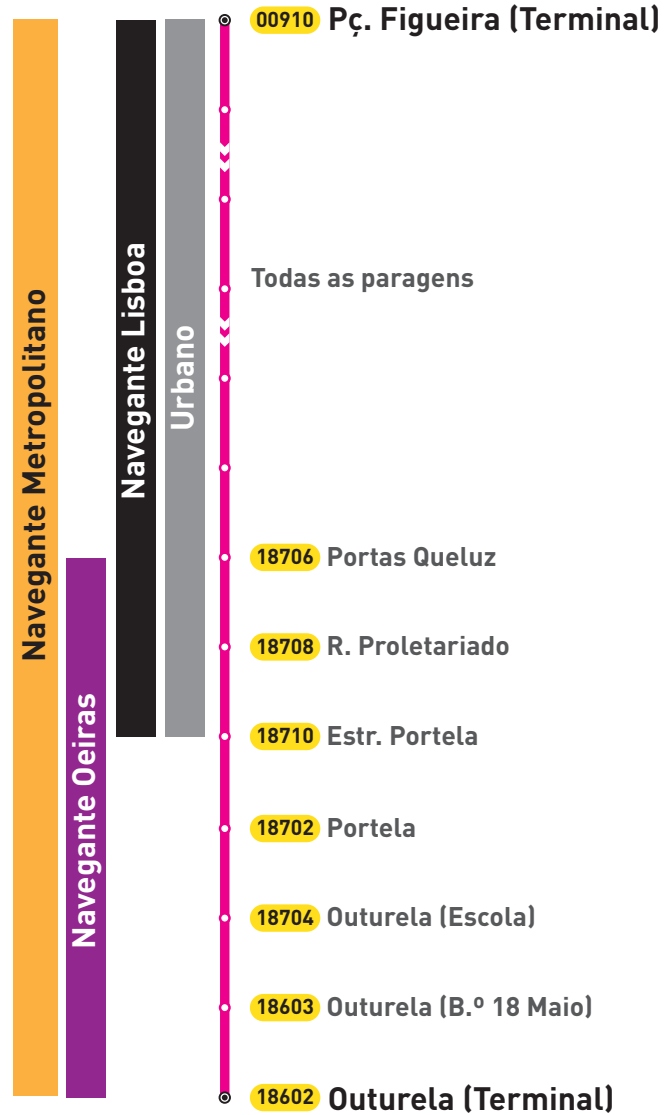 00910 Pç. Figueira (Terminal)
Todas as paragens
18706 Portas Queluz
18708 R. Proletariado
18710 Estr. Portela
18702 Portela
18704 Outurela (Escola)
18603 Outurela (B.º 18 Maio)
18602 Outurela (Terminal)
Navegante Metropolitano
Navegante Oeiras
Navegante Lisboa
Urbano